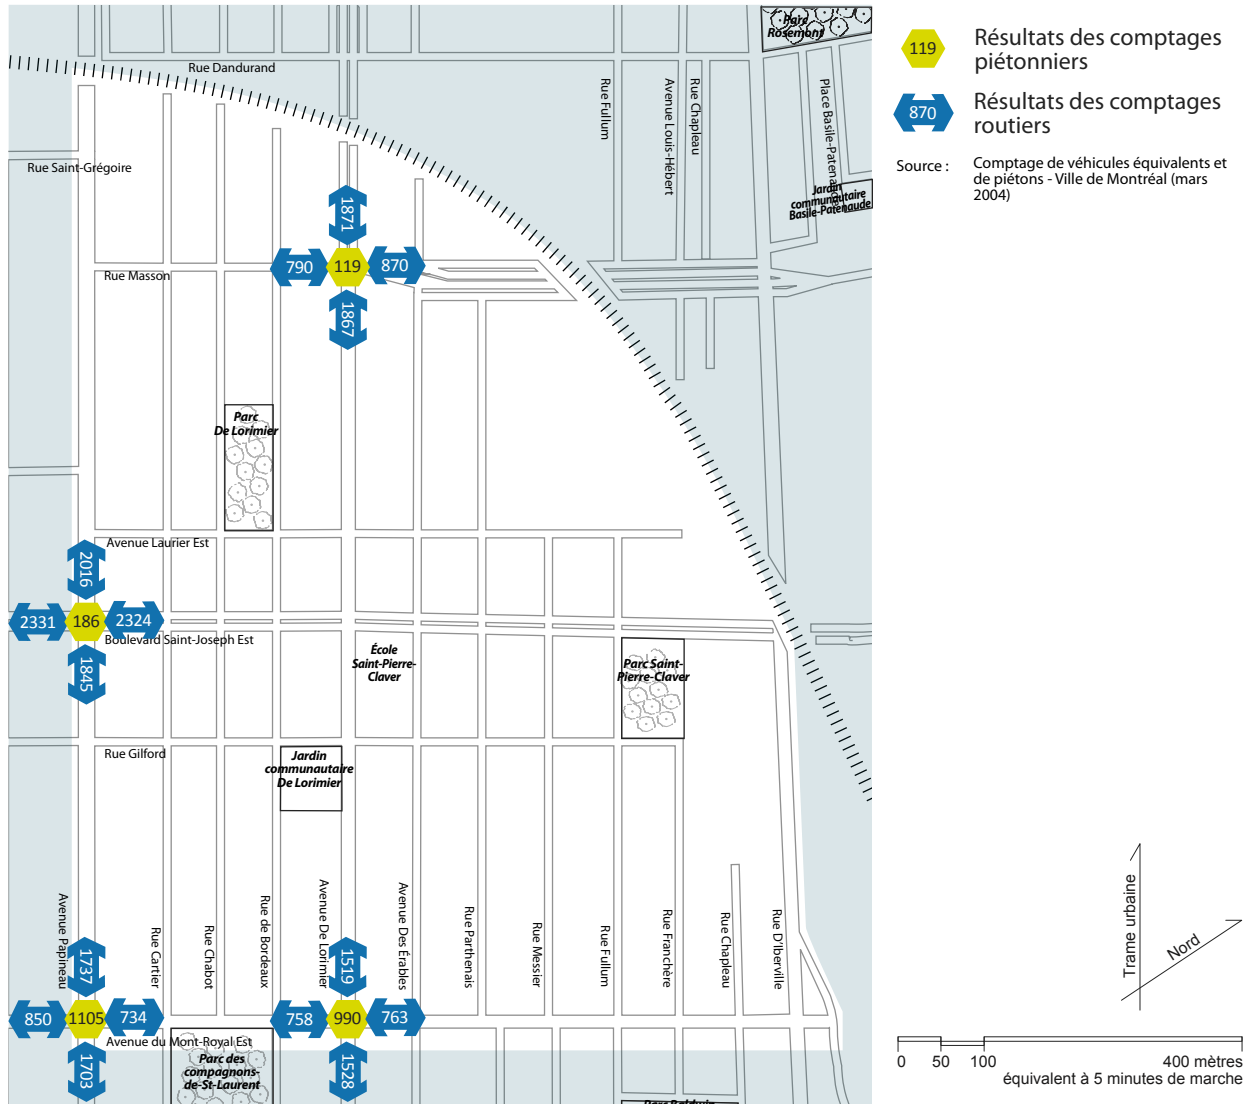 Parc
Rosemont
Rue Dandurand
Rue Fullum
Avenue Louis-Hébert
Rue Chapleau
Place Basile-Patenaude
Rue Saint-Grégoire
Jardin
communautaire
Basile-Patenaude
1871
Rue Masson
790
119
870
1867
Parc
De Lorimier
Avenue Laurier Est
2016
2331
186
2324
Boulevard Saint-Joseph Est
1845
École
Saint-Pierre-
Claver
Parc Saint-
Pierre-Claver
Rue Gilford
Jardin
communautaire
De Lorimier
Avenue Papineau
Rue Cartier
Rue Chabot
Rue de Bordeaux
Avenue De Lorimier
Avenue Des Érables
Rue Parthenais
Rue Messier
Rue Fullum
Rue Franchère
Rue Chapleau
Rue D'Iberville
1737
1519
850
1105
734
758
990
763
Avenue du Mont-Royal Est
1703
1528
Parc des
compagnons-
de-St-Laurent
Parc Baldwin
119
Résultats des comptages
piétonniers
870
Résultats des comptages
routiers
Source :
Comptage de véhicules équivalents et
de piétons - Ville de Montréal (mars
2004)
Trame urbaine
Nord
0 50 100 400 mètres
équivalent à 5 minutes de marche